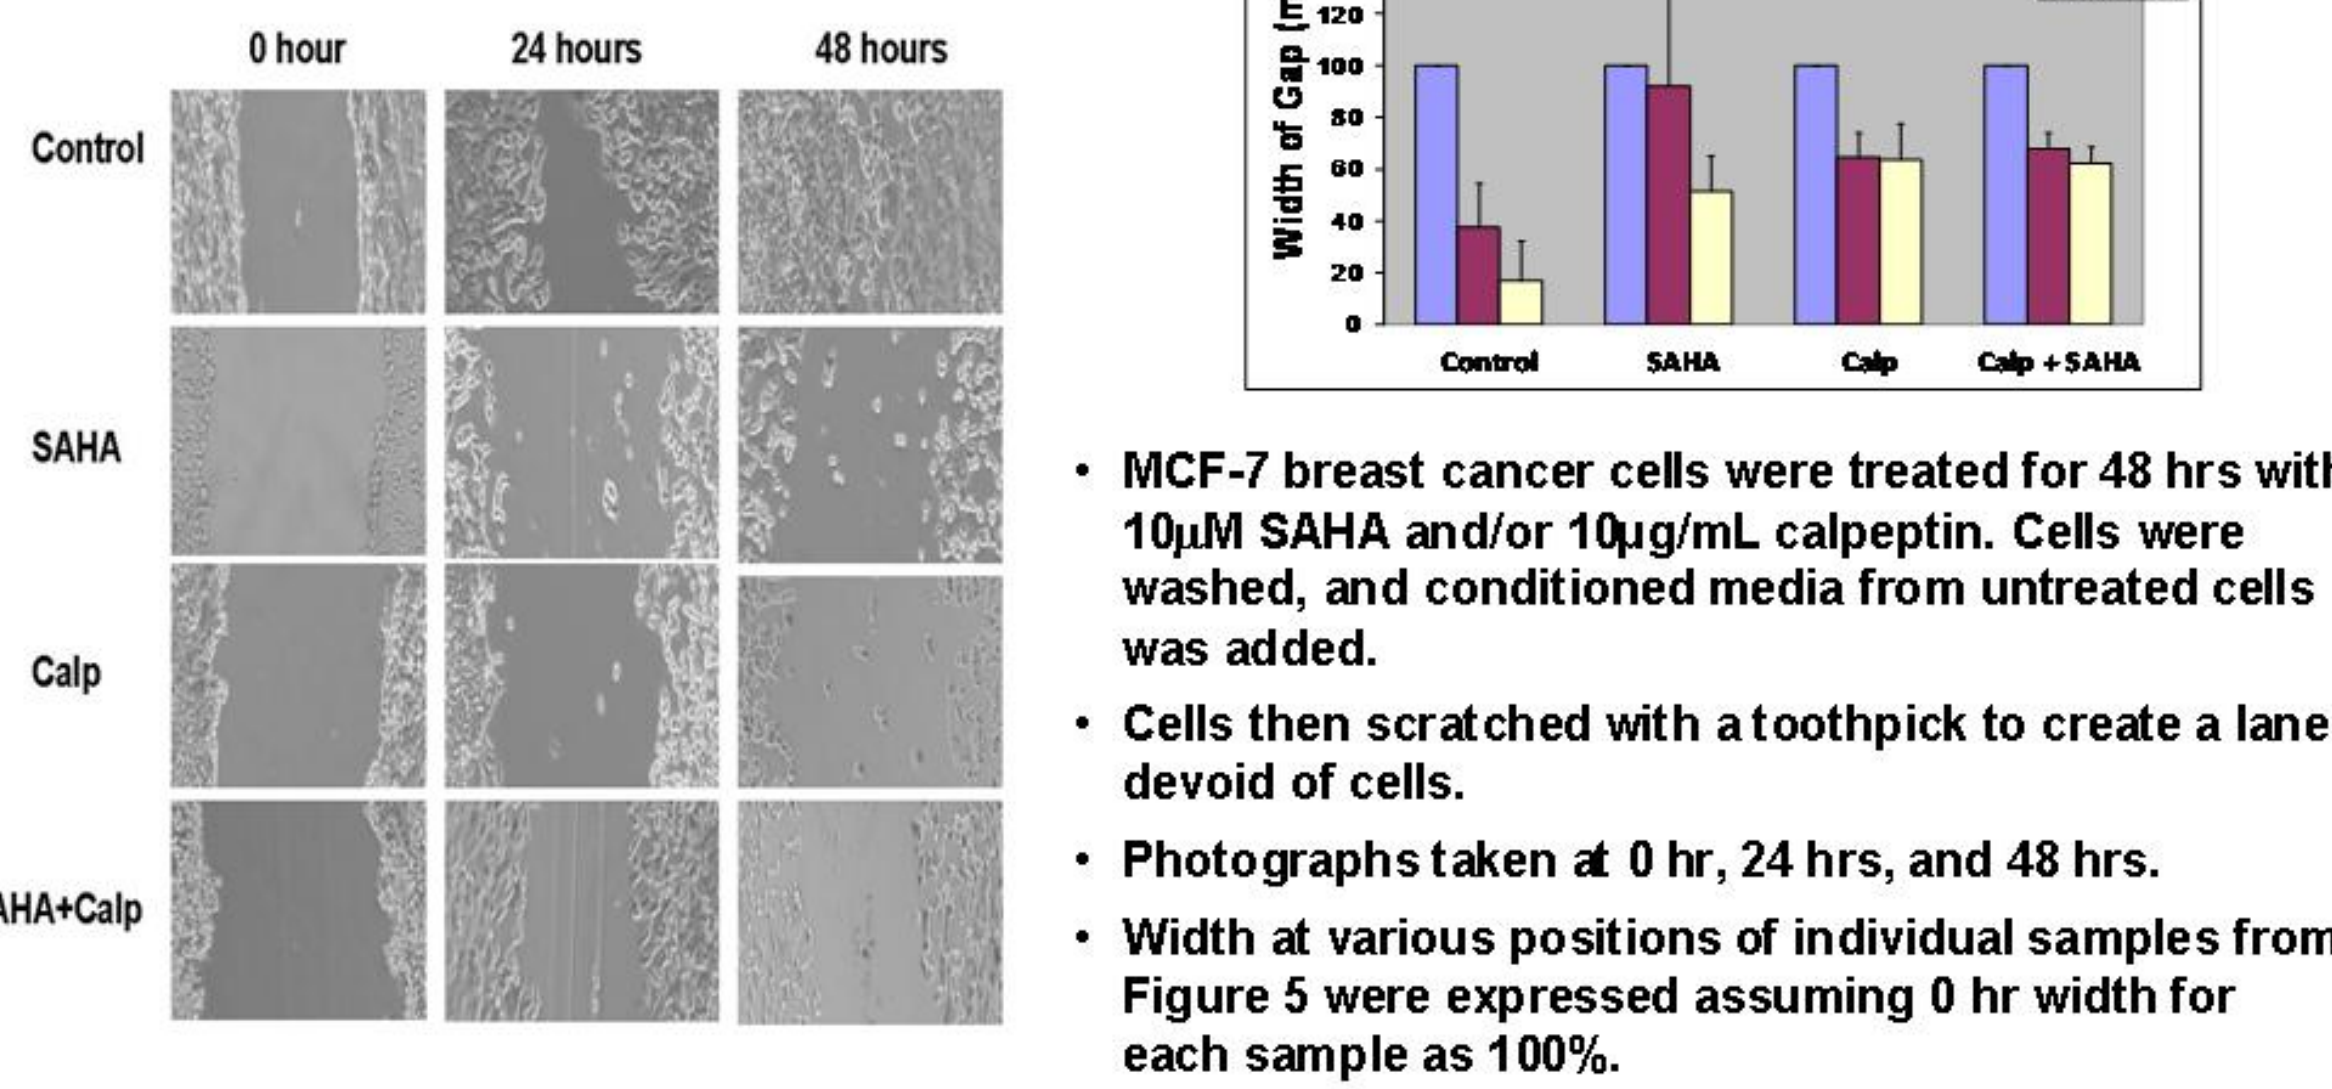 0 hour 24 hours 48 hours
Control
SAHA
Calp
AHA+Calp
Width of Gap (m
120
100
80
60
40
20
0
Control SAHA Calp Calp + SAHA
• MCF-7 breast cancer cells were treated for 48 hrs with
10µM SAHA and/or 10µg/mL calpeptin. Cells were
washed, and conditioned media from untreated cells
was added.
• Cells then scratched with a toothpick to create a lane
devoid of cells.
• Photographs taken at 0 hr, 24 hrs, and 48 hrs.
• Width at various positions of individual samples from
Figure 5 were expressed assuming 0 hr width for
each sample as 100%.